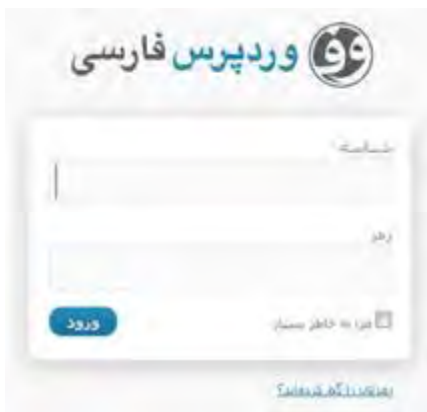 وردپرس فارسی
شناسه
رمز
مرا به خاطر بسپار
ورود
رمزتان را گم کرده‌اید؟